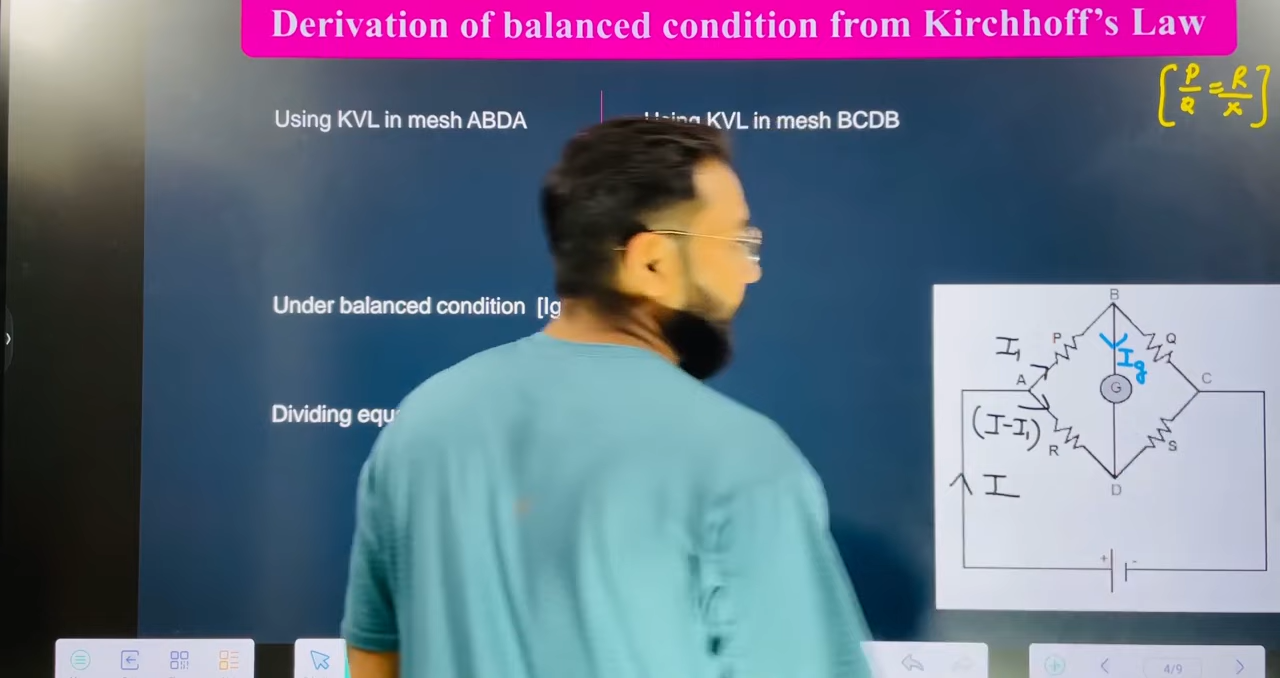 Derivation of balanced condition from Kirchhoff's Law
[P/Q = R/X]
Using KVL in mesh ABDA
Using KVL in mesh BCDB
Under balanced condition [Ig
Dividing equ
B
I₁ P Q
Ig
A G C
(I-I₁)
R S
I D
+ -
4/9